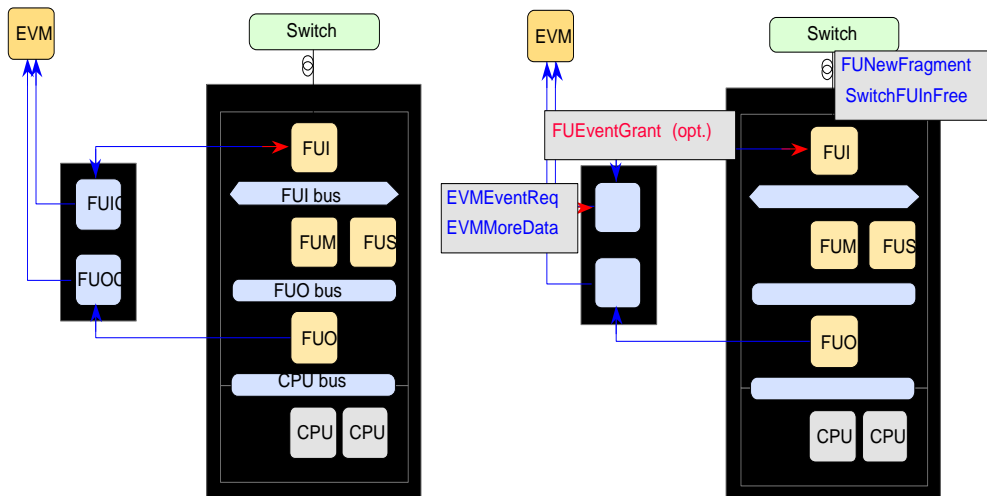 EVM
Switch
FUI
FUI bus
FUIC
FUM
FUS
FUOC
FUO bus
FUO
CPU bus
CPU
CPU
EVM
Switch
FUNewFragment
SwitchFUInFree
FUEventGrant (opt.)
FUI
EVMEventReq
EVMMoreData
FUM
FUS
FUO
CPU
CPU